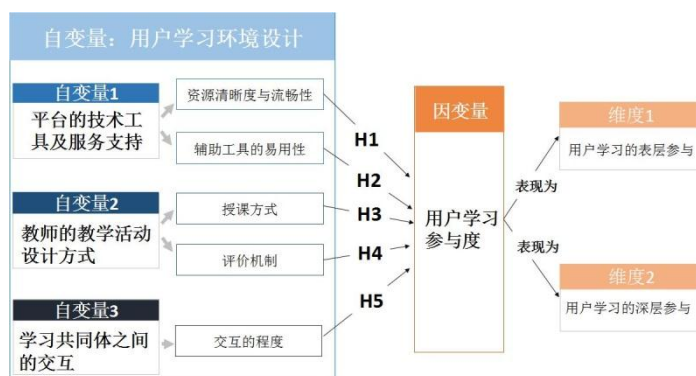 自变量：用户学习环境设计
自变量1
平台的技术工
具及服务支持
资源清晰度与流畅性
辅助工具的易用性
自变量2
教师的教学活动
设计方式
授课方式
评价机制
自变量3
学习共同体之间
的交互
交互的程度
H1
H2
H3
H4
H5
因变量
用户学习
参与度
表现为
表现为
维度1
用户学习的表层参与
维度2
用户学习的深层参与